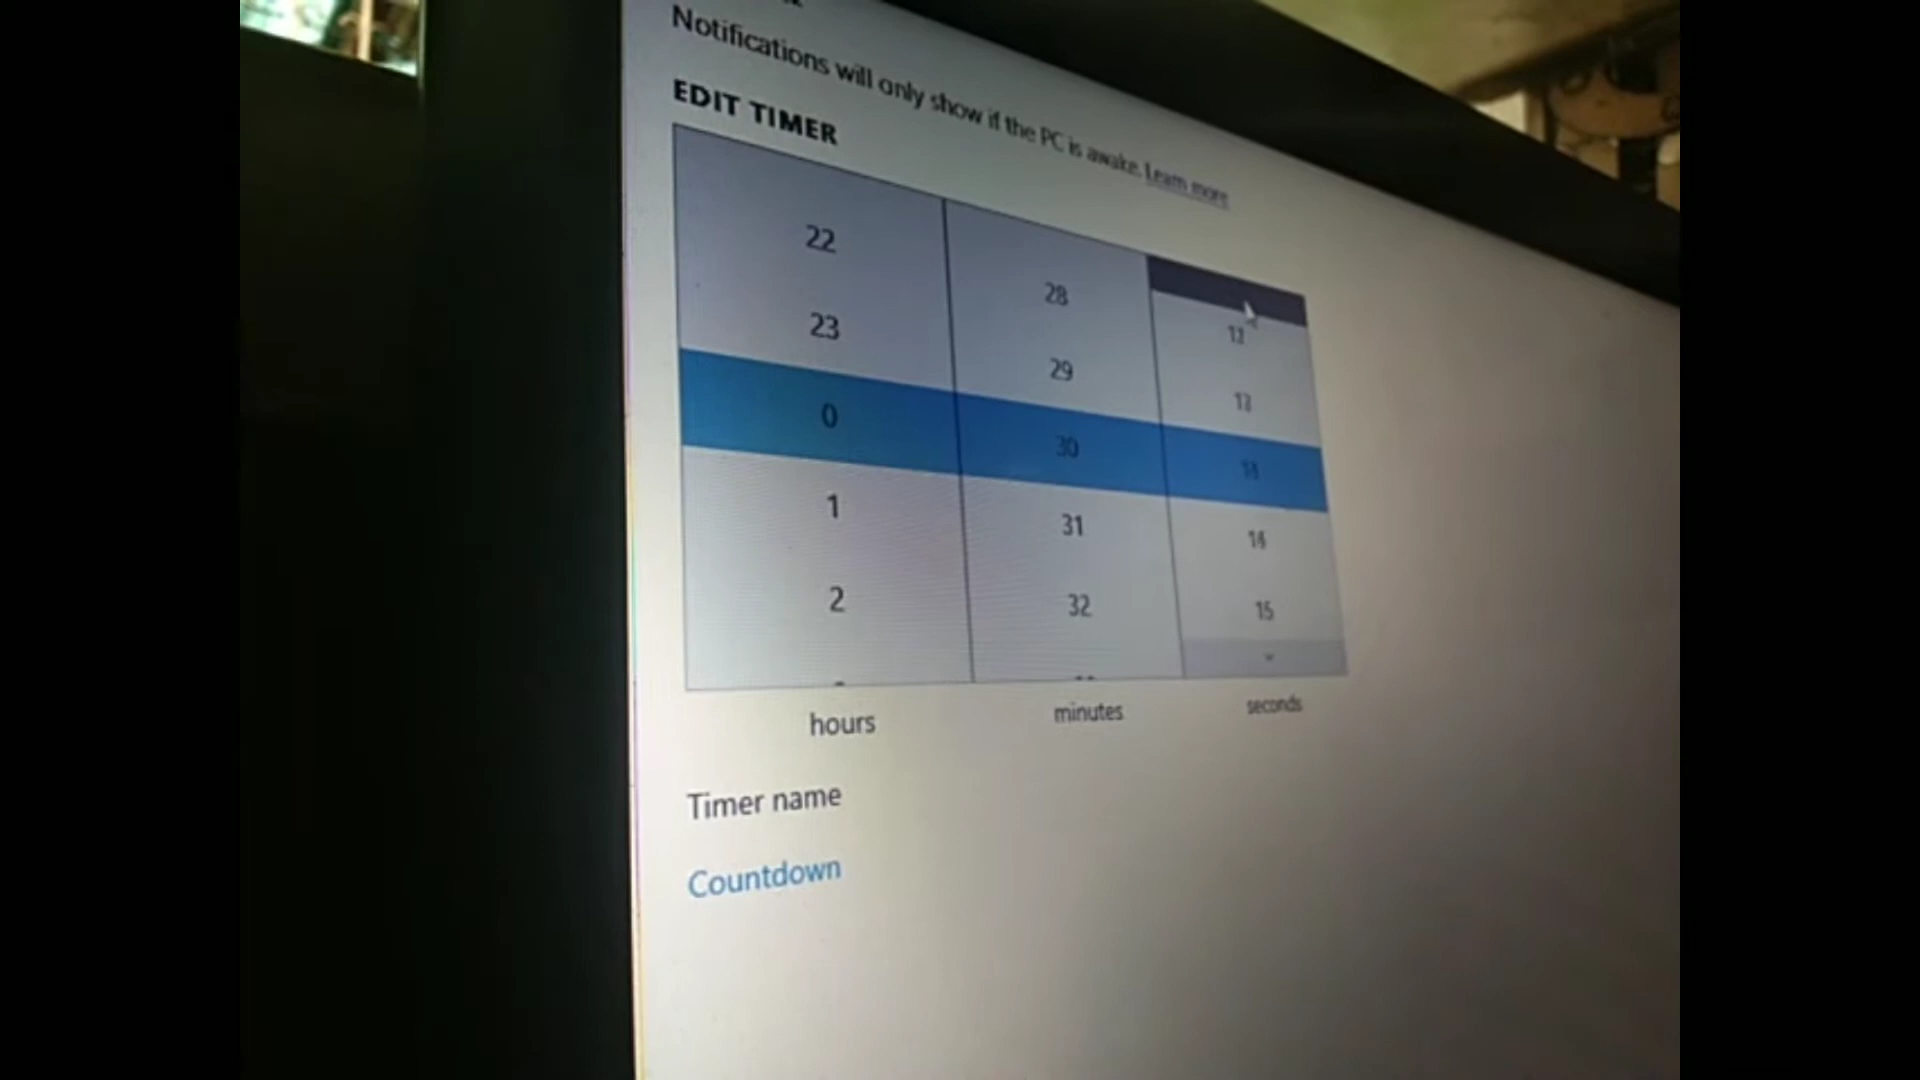 Notifications will only show if the PC is awake. Learn more
EDIT TIMER
22 28
23 29
0 30
1 31
2 32 15
hours minutes seconds
Timer name
Countdown